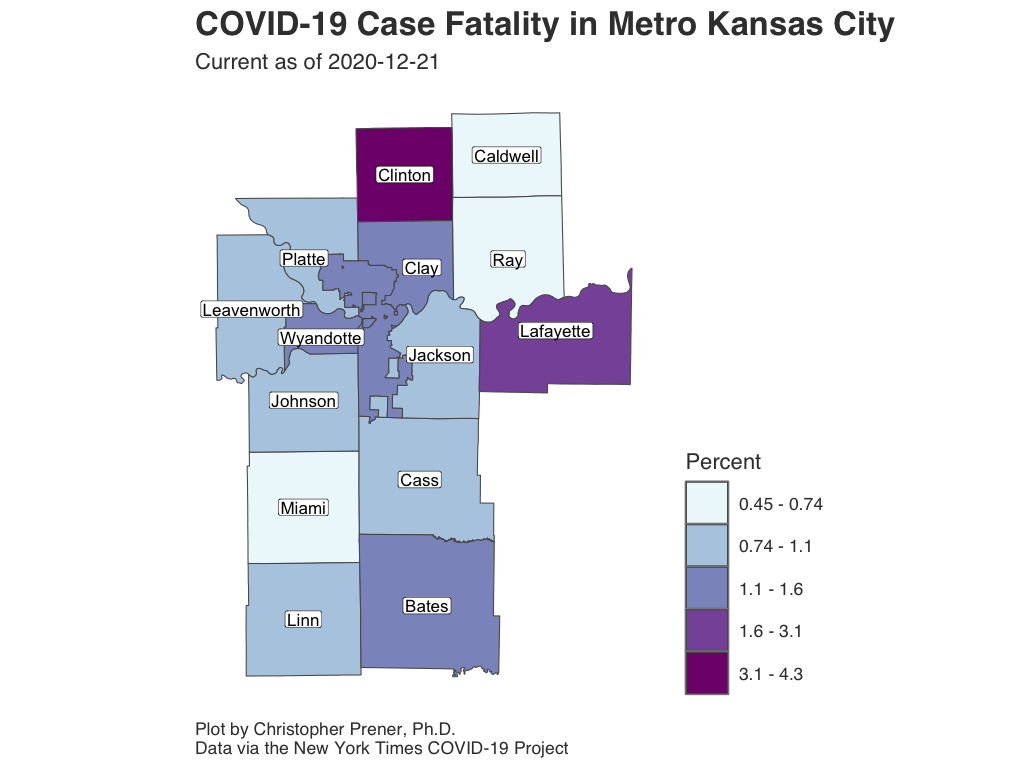 COVID-19 Case Fatality in Metro Kansas City
Current as of 2020-12-21
Caldwell
Clinton
Platte
Clay
Ray
Leavenworth
Lafayette
Wyandotte
Jackson
Johnson
Cass
Miami
Bates
Linn
Percent
0.45 - 0.74
0.74 - 1.1
1.1 - 1.6
1.6 - 3.1
3.1 - 4.3
Plot by Christopher Prener, Ph.D.
Data via the New York Times COVID-19 Project